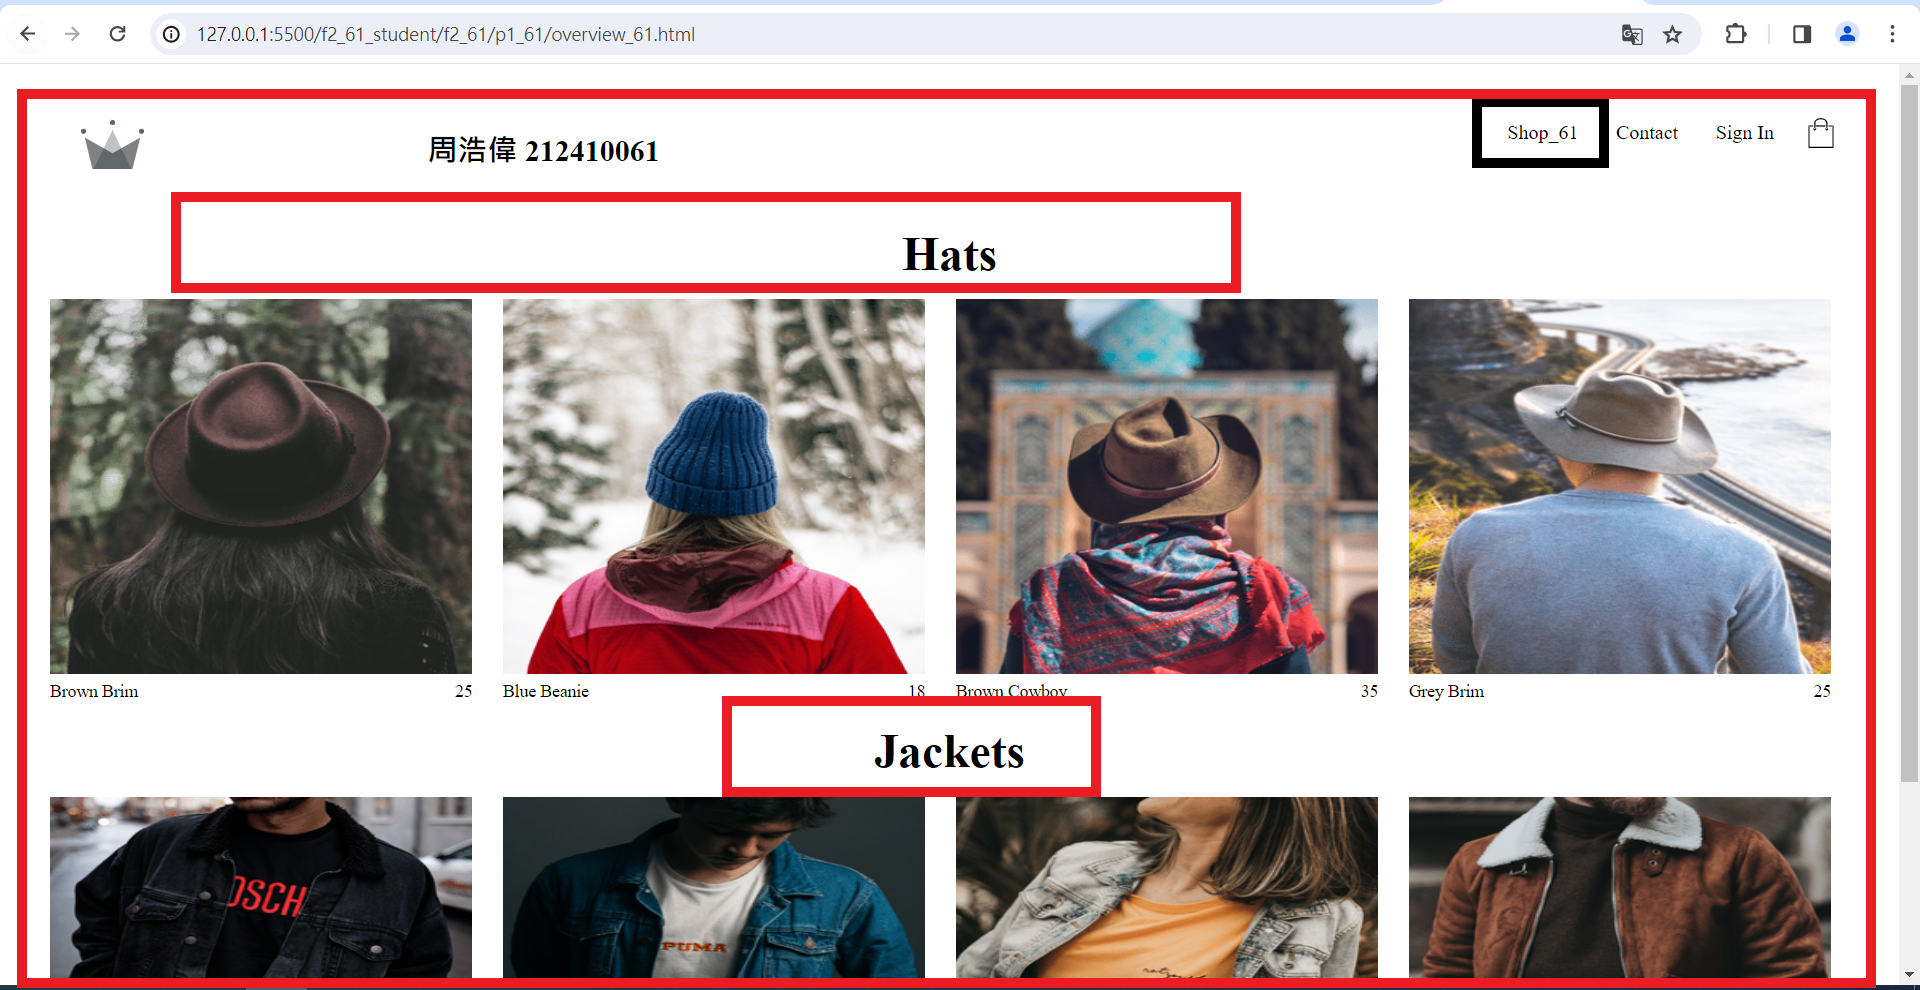 127.0.0.1:5500/f2_61_student/f2_61/p1_61/overview_61.html
周浩偉 212410061
Shop_61 Contact Sign In
Hats
Brown Brim 25 Blue Beanie 18 Brown Cowboy 35 Grey Brim 25
Jackets
OSCH
PUMA